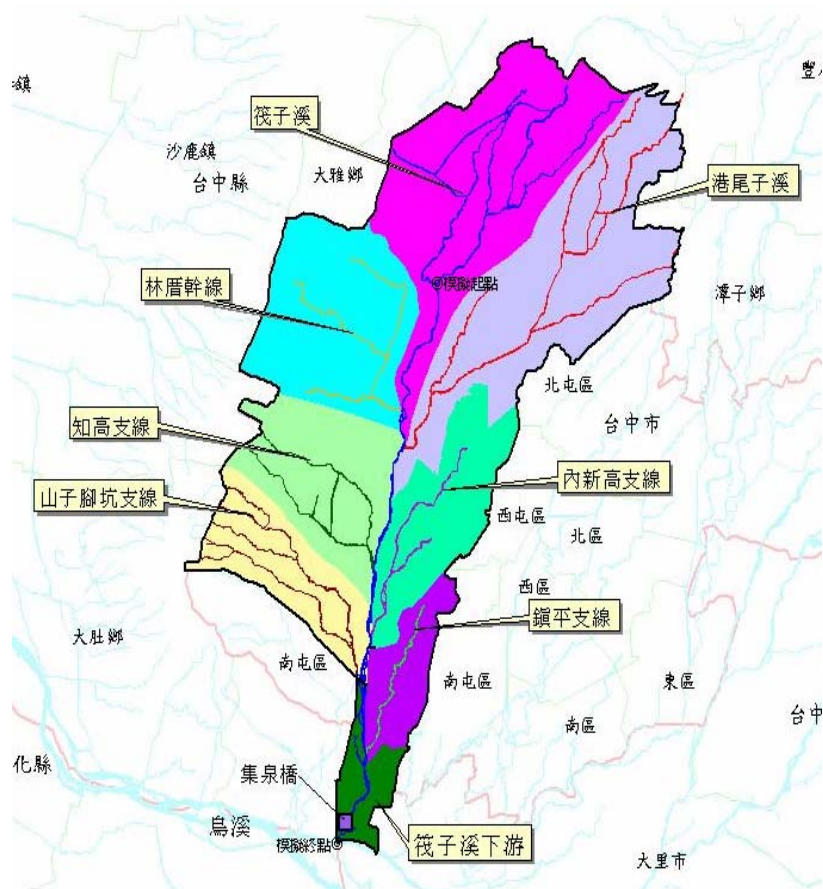 筏子溪
沙鹿鎮
台中縣
大雅鄉
港尾子溪
林厝幹線
模擬起點
潭子鄉
北屯區
台中市
知高支線
內新高支線
山子腳坑支線
西屯區
北區
西區
鎮平支線
大肚鄉
南屯區
南屯區
東區
南區
台中
化縣
集泉橋
烏溪
模擬終點
筏子溪下游
大里市